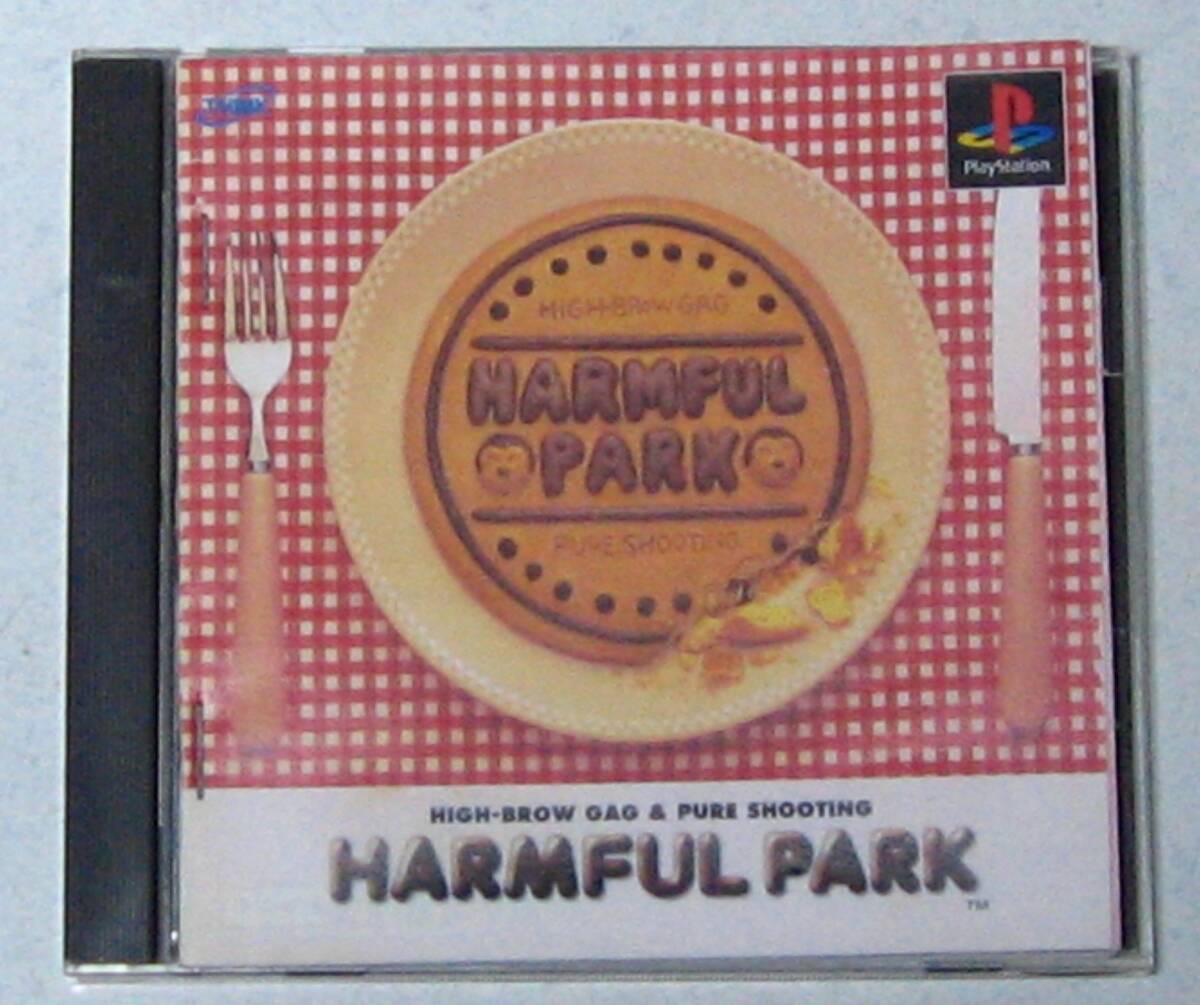 PlayStation
HIGH-BROW GAG
HARMFUL
PARK
PURE SHOOTING
HIGH-BROW GAG & PURE SHOOTING
HARMFUL PARK
TM